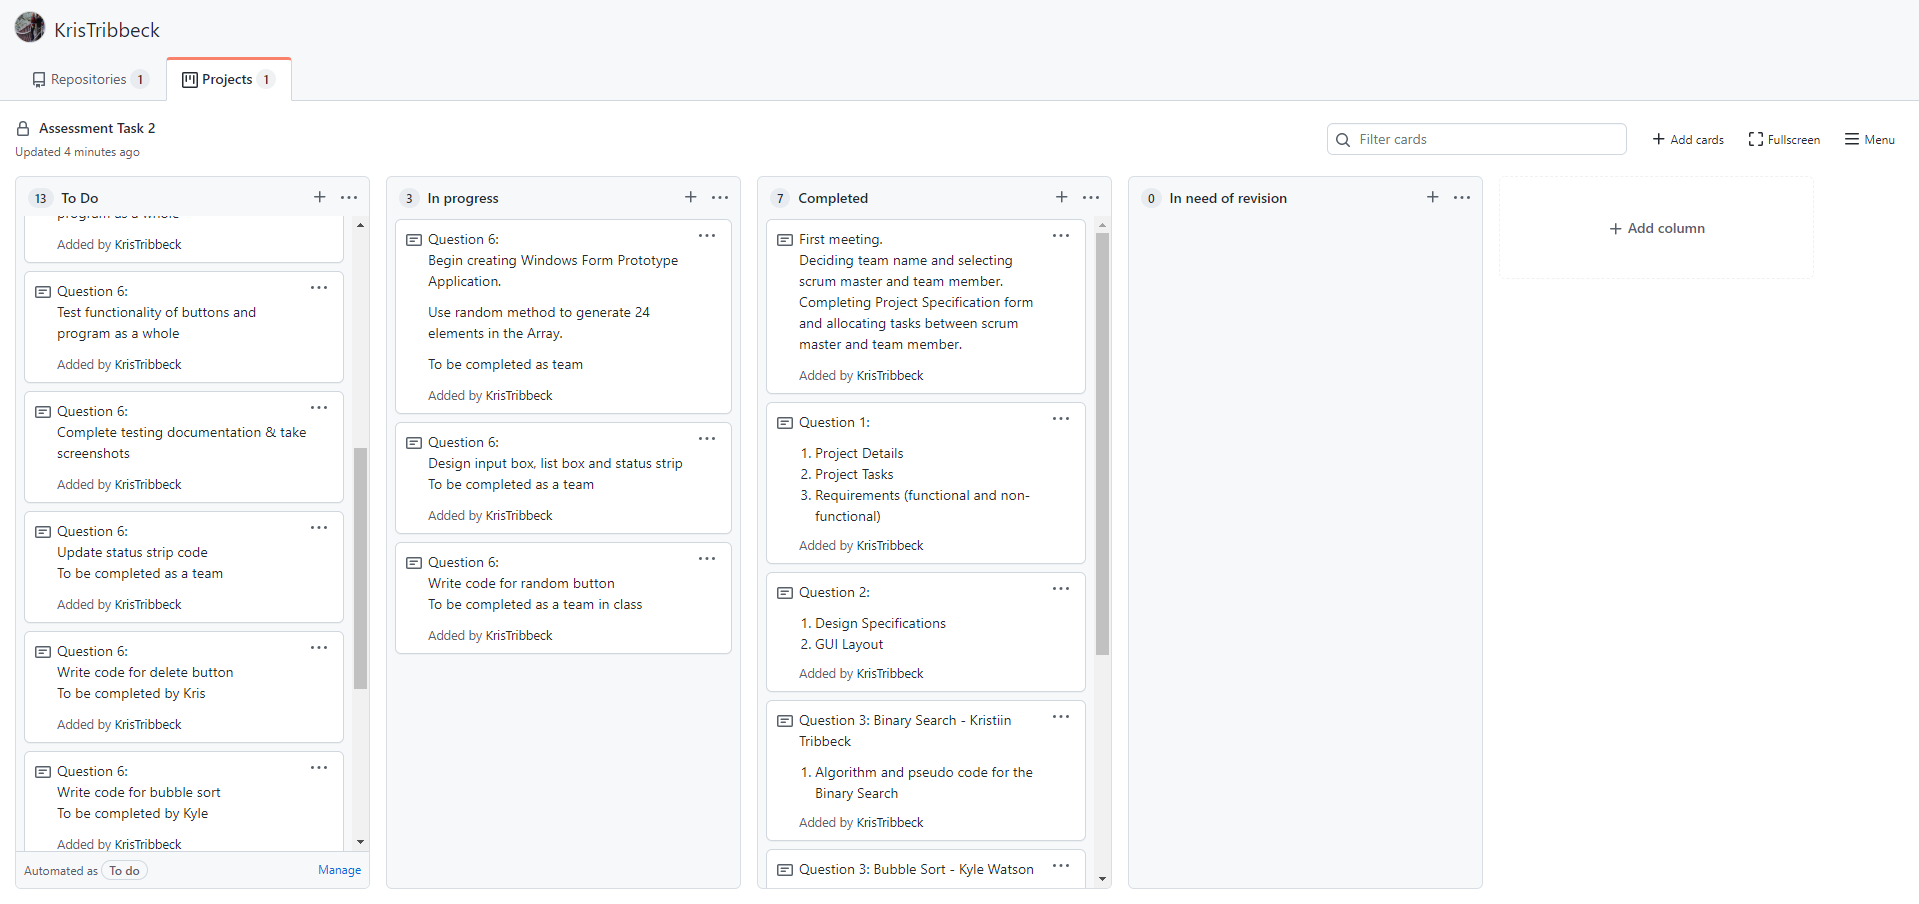 KrisTribbeck
Repositories 1
Projects 1
Assessment Task 2
Updated 4 minutes ago
Filter cards
Add cards
Fullscreen
Menu
13 To Do
program as a whole
Added by KrisTribbeck
Question 6:
Test functionality of buttons and
program as a whole
Added by KrisTribbeck
Question 6:
Complete testing documentation & take
screenshots
Added by KrisTribbeck
Question 6:
Update status strip code
To be completed as a team
Added by KrisTribbeck
Question 6:
Write code for delete button
To be completed by Kris
Added by KrisTribbeck
Question 6:
Write code for bubble sort
To be completed by Kyle
Added by KrisTribbeck
Automated as To do
Manage
3 In progress
Question 6:
Begin creating Windows Form Prototype
Application.
Use random method to generate 24
elements in the Array.
To be completed as team
Added by KrisTribbeck
Question 6:
Design input box, list box and status strip
To be completed as a team
Added by KrisTribbeck
Question 6:
Write code for random button
To be completed as a team in class
Added by KrisTribbeck
7 Completed
First meeting.
Deciding team name and selecting
scrum master and team member.
Completing Project Specification form
and allocating tasks between scrum
master and team member.
Added by KrisTribbeck
Question 1:
1. Project Details
2. Project Tasks
3. Requirements (functional and non-
functional)
Added by KrisTribbeck
Question 2:
1. Design Specifications
2. GUI Layout
Added by KrisTribbeck
Question 3: Binary Search - Kristiin
Tribbeck
1. Algorithm and pseudo code for the
Binary Search
Added by KrisTribbeck
Question 3: Bubble Sort - Kyle Watson
0 In need of revision
Add column